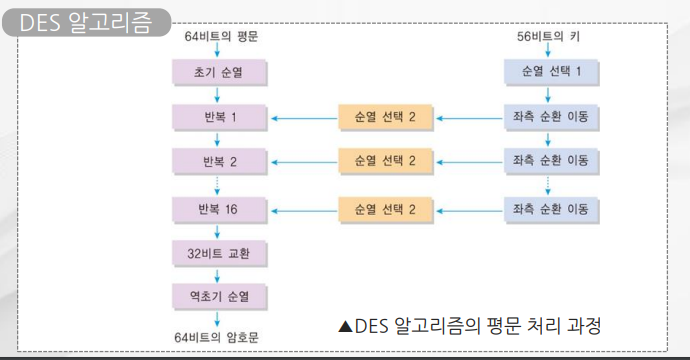 DES 알고리즘
64비트의 평문
56비트의 키
초기 순열
순열 선택 1
반복 1
순열 선택 2
좌측 순환 이동
반복 2
순열 선택 2
좌측 순환 이동
반복 16
순열 선택 2
좌측 순환 이동
32비트 교환
역초기 순열
64비트의 암호문
▲DES 알고리즘의 평문 처리 과정